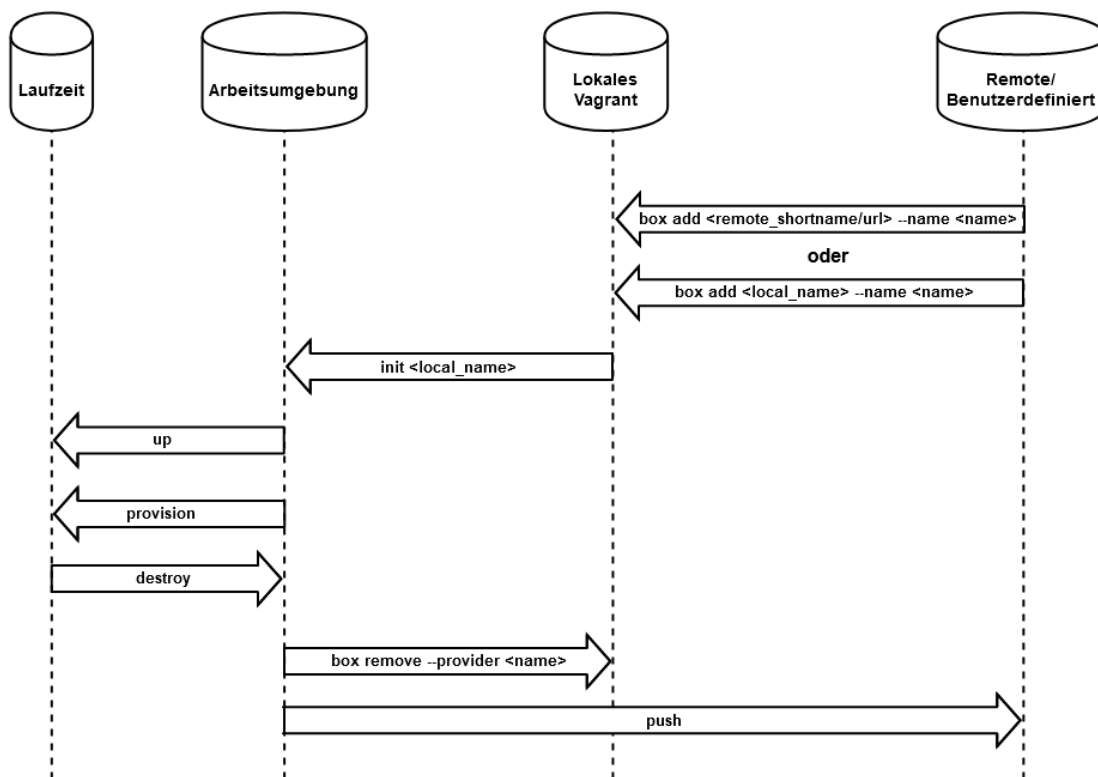 Laufzeit
Arbeitsumgebung
Lokales
Vagrant
Remote/
Benutzerdefiniert
box add <remote_shortname/url> --name <name>
oder
box add <local_name> --name <name>
init <local_name>
up
provision
destroy
box remove --provider <name>
push